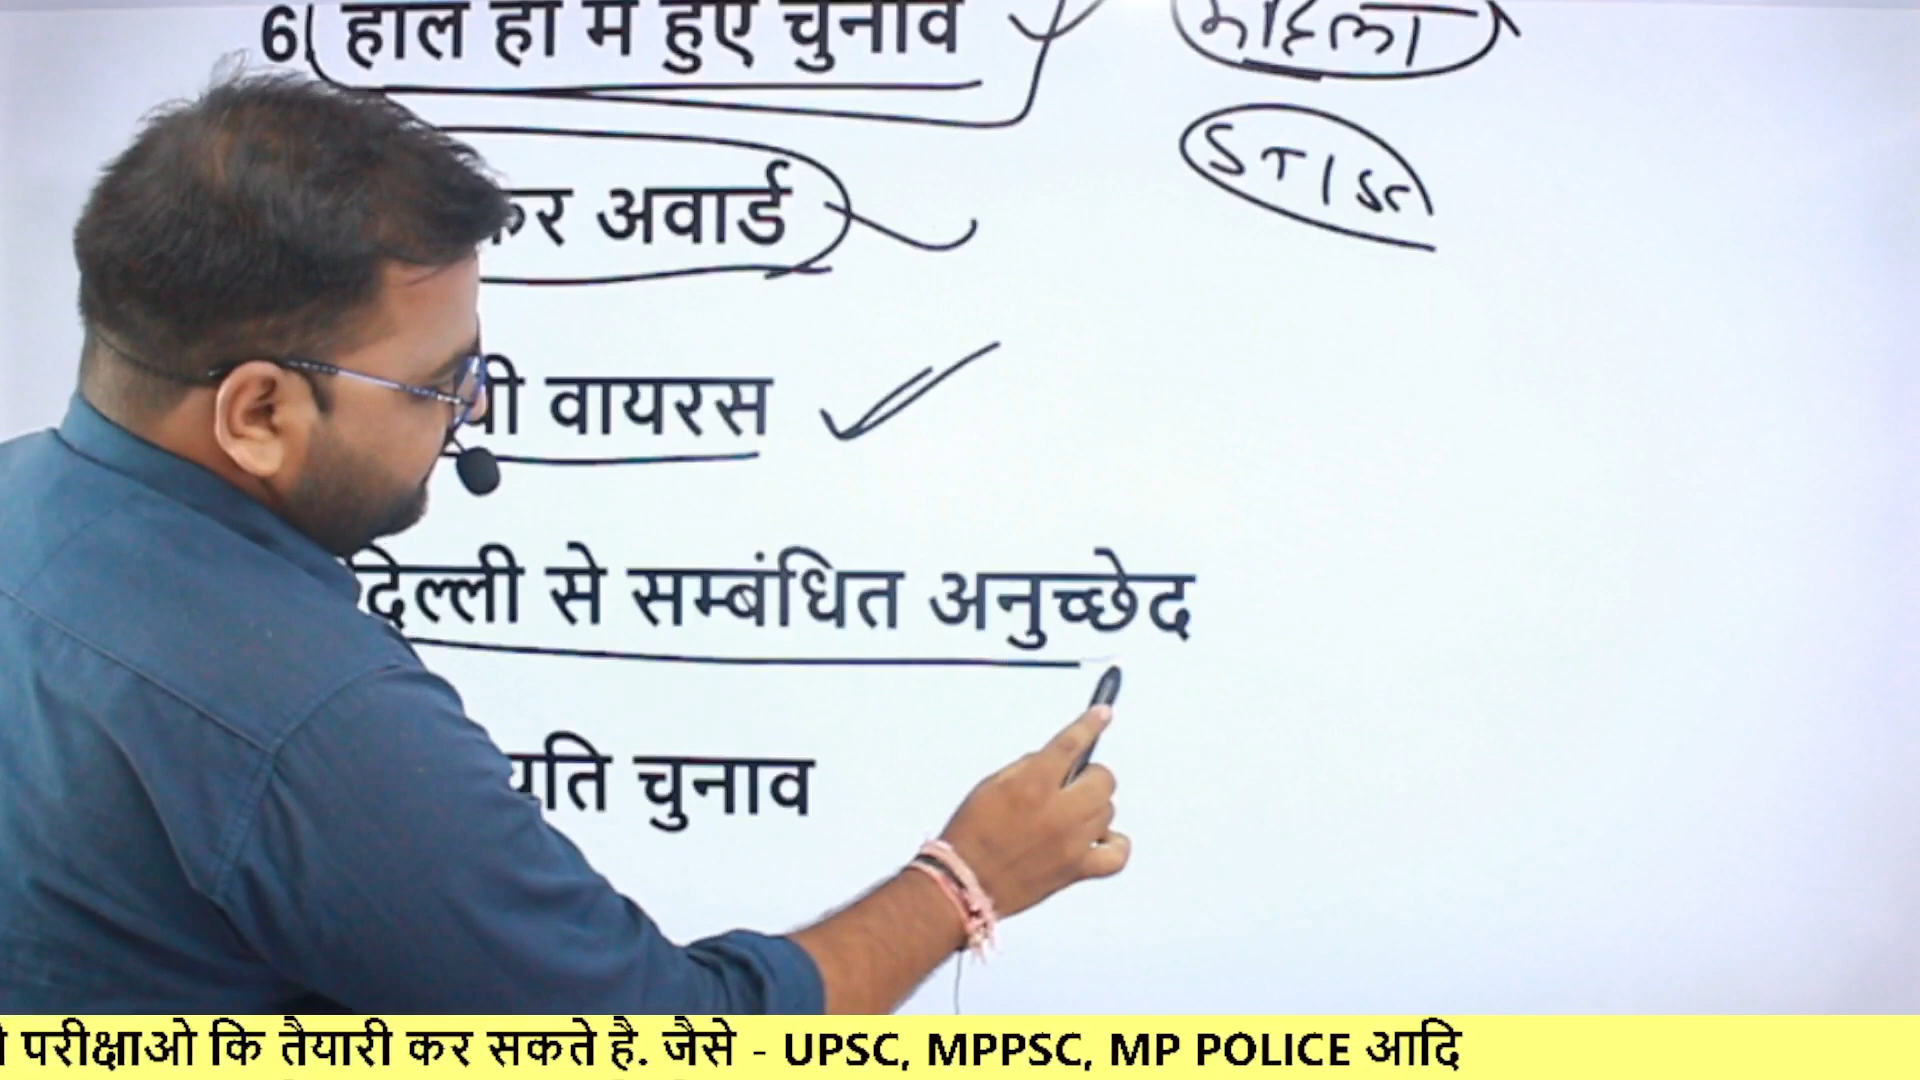 6. हाल ही में हुए चुनाव
महिला
ST/SC
अवार्ड
वायरस
दिल्ली से सम्बंधित अनुच्छेद
चुनाव
परीक्षाओ कि तैयारी कर सकते है. जैसे - UPSC, MPPSC, MP POLICE आदि